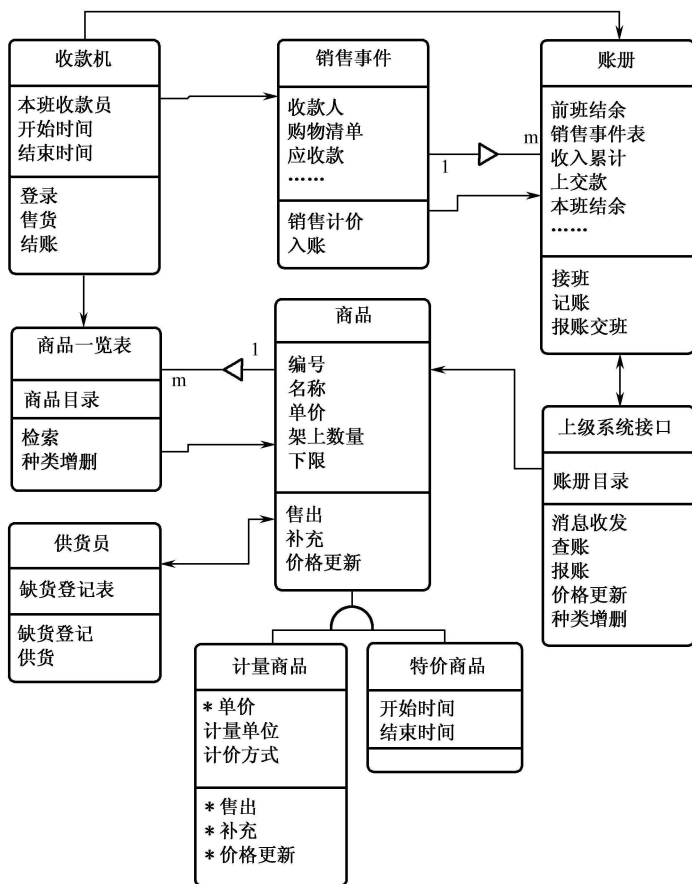 收款机
本班收款员
开始时间
结束时间
登录
售货
结账
销售事件
收款人
购物清单
应收款
……
销售计价
入账
1
m
账册
前班结余
销售事件表
收入累计
上交款
本班结余
……
接班
记账
报账交班
商品一览表
商品目录
检索
种类增删
m
1
商品
编号
名称
单价
架上数量
下限
售出
补充
价格更新
上级系统接口
账册目录
消息收发
查账
报账
价格更新
种类增删
供货员
缺货登记表
缺货登记
供货
计量商品
* 单价
计量单位
计价方式
* 售出
* 补充
* 价格更新
特价商品
开始时间
结束时间